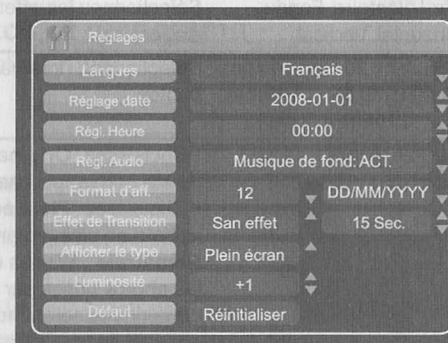 Réglages
Langues Français
Réglage date 2008-01-01
Régl. Heure 00:00
Régl. Audio Musique de fond: ACT.
Format d'aff. 12 DD/MM/YYYY
Effet de Transition San effet 15 Sec.
Afficher le type Plein écran
Luminosité +1
Défaut Réinitialiser